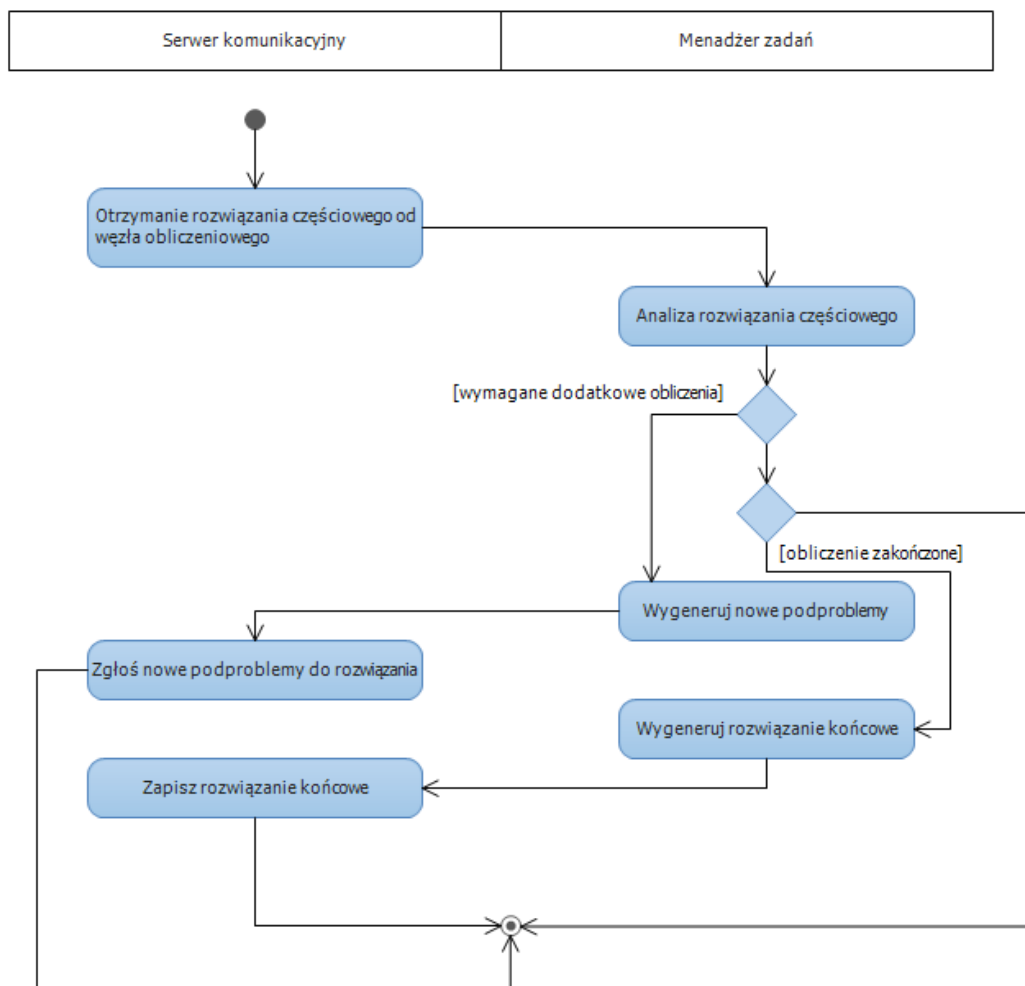 Serwer komunikacyjny
Menadżer zadań
Otrzymanie rozwiązania częściowego od
węzła obliczeniowego
Analiza rozwiązania częściowego
[wymagane dodatkowe obliczenia]
[obliczenie zakończone]
Wygeneruj nowe podproblemy
Zgłoś nowe podproblemy do rozwiązania
Wygeneruj rozwiązanie końcowe
Zapisz rozwiązanie końcowe